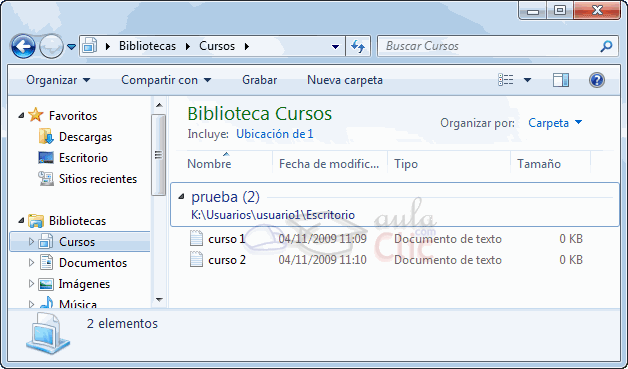 Bibliotecas Cursos Buscar Cursos
Organizar Compartir con Grabar Nueva carpeta
Favoritos
Descargas
Escritorio
Sitios recientes
Bibliotecas
Cursos
Documentos
Imágenes
Música
Biblioteca Cursos
Incluye: Ubicación de 1
Organizar por: Carpeta
Nombre Fecha de modific... Tipo Tamaño
prueba (2)
K:\Usuarios\usuario1\Escritorio
curso 1 04/11/2009 11:09 Documento de texto 0 KB
curso 2 04/11/2009 11:10 Documento de texto 0 KB
aula
.com
Clic
2 elementos